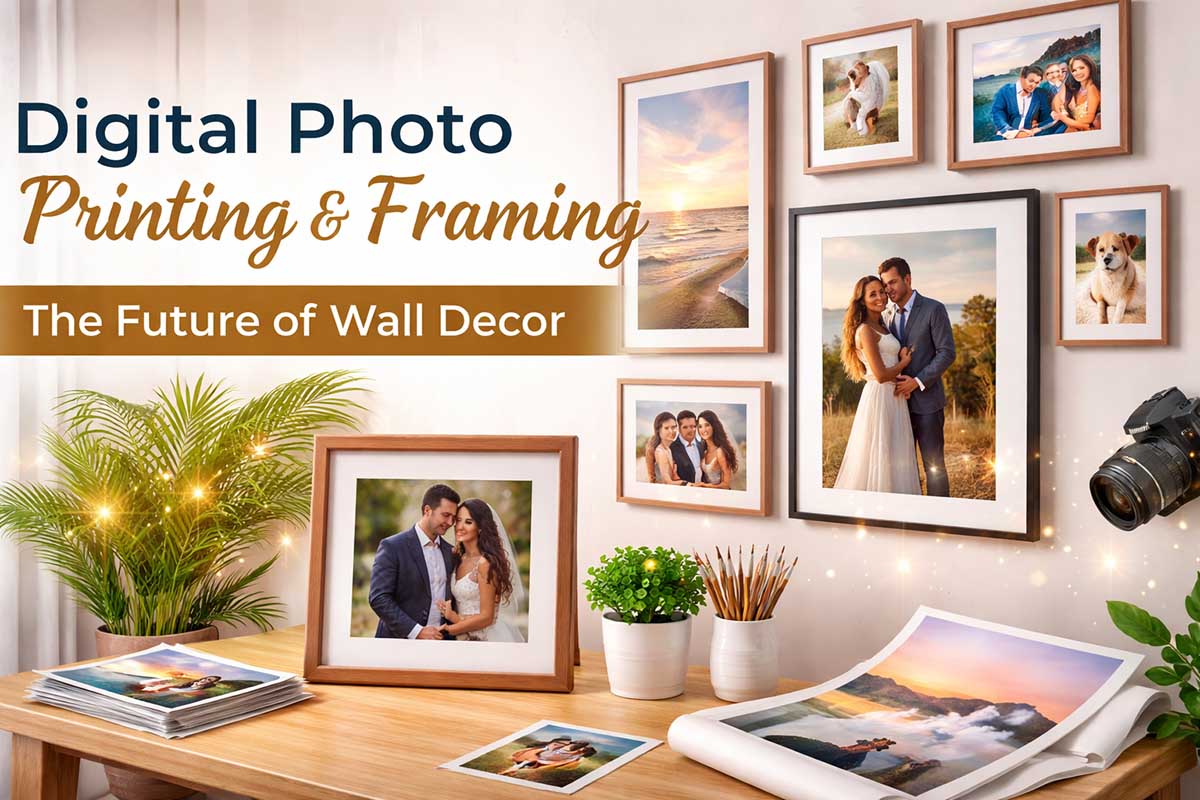 Digital Photo
Printing & Framing
The Future of Wall Decor